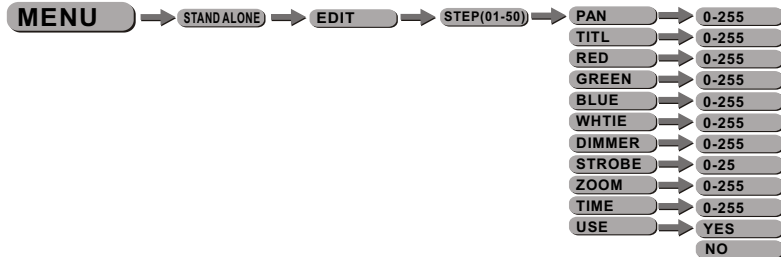 MENU STAND ALONE EDIT STEP(01-50) PAN 0-255
TITL 0-255
RED 0-255
GREEN 0-255
BLUE 0-255
WHTIE 0-255
DIMMER 0-255
STROBE 0-25
ZOOM 0-255
TIME 0-255
USE YES
NO